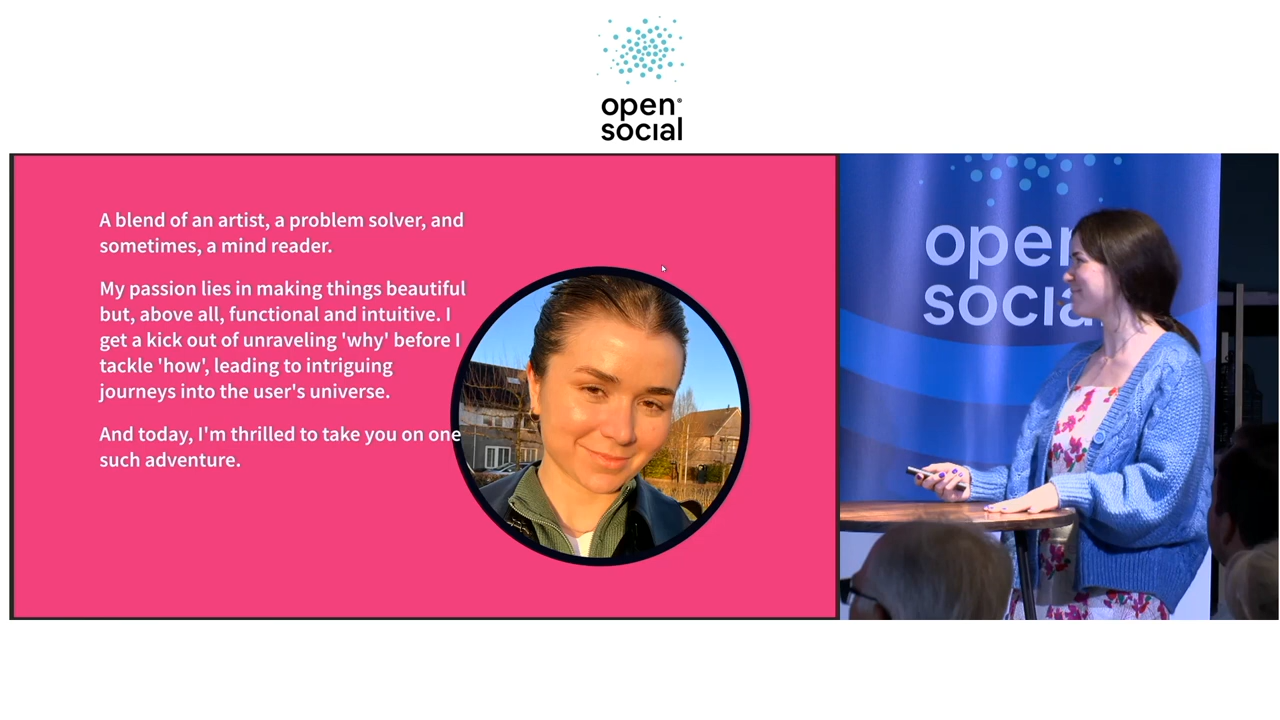 open®
social
A blend of an artist, a problem solver, and
sometimes, a mind reader.
My passion lies in making things beautiful
but, above all, functional and intuitive. I
get a kick out of unraveling 'why' before I
tackle 'how', leading to intriguing
journeys into the user's universe.
And today, I'm thrilled to take you on one
such adventure.
open
social